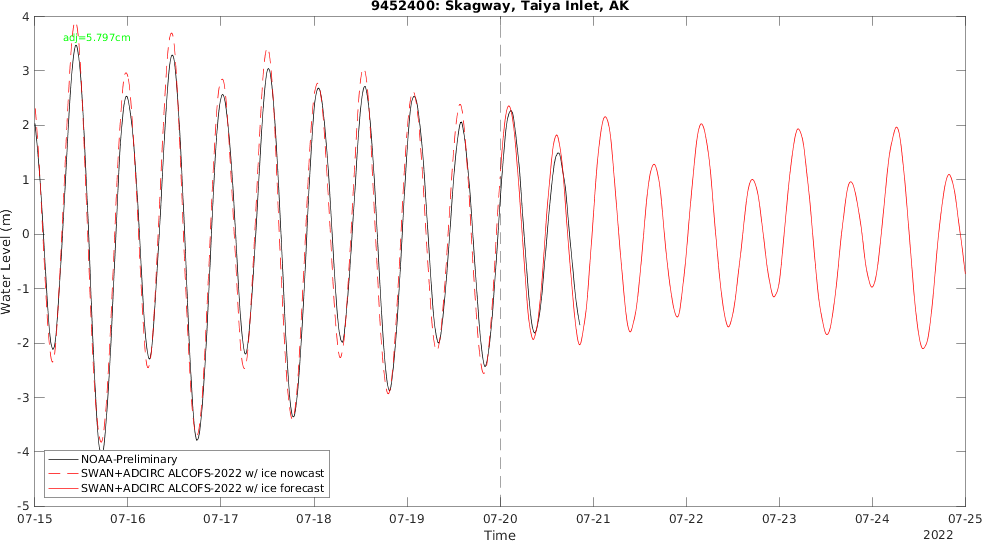 9452400: Skagway, Taiya Inlet, AK
4
adj=5.797cm
3
2
1
0
-1
-2
-3
-4
-5
Water Level (m)
NOAA-Preliminary
SWAN+ADCIRC ALCOFS-2022 w/ ice nowcast
SWAN+ADCIRC ALCOFS-2022 w/ ice forecast
07-15 07-16 07-17 07-18 07-19 07-20 07-21 07-22 07-23 07-24 07-25
Time
2022